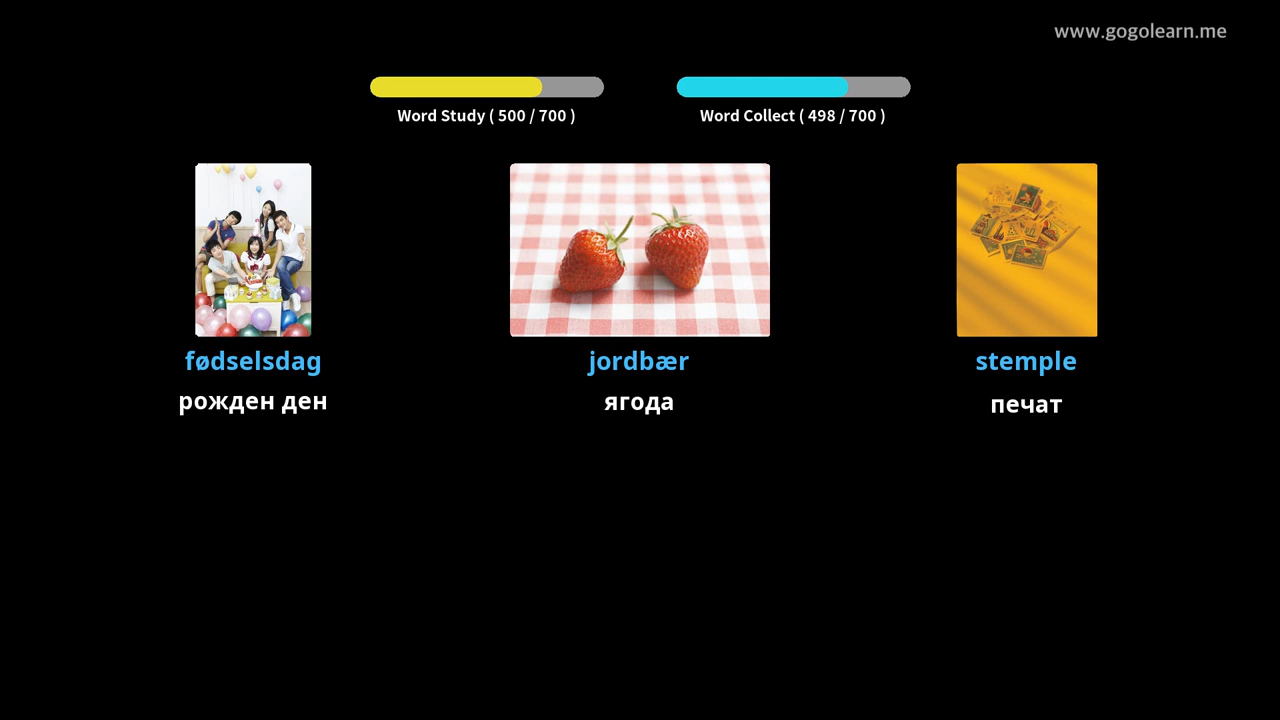 www.gogolearn.me
Word Study ( 500 / 700 )
Word Collect ( 498 / 700 )
fødselsdag
jordbær
stemple
рожден ден
ягода
печат